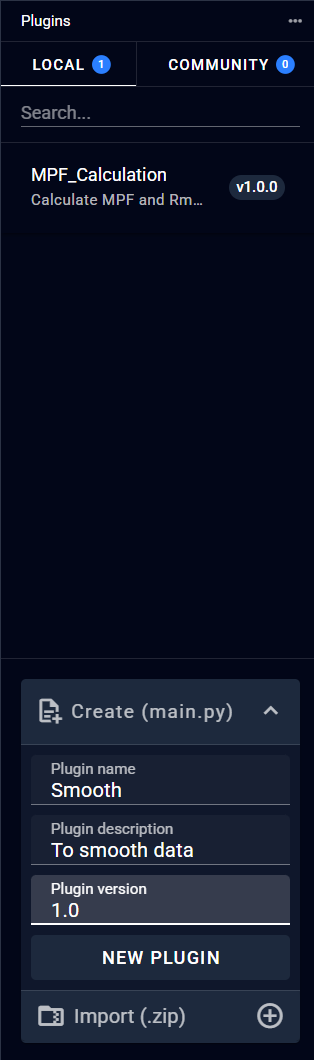 Plugins
LOCAL 1 COMMUNITY 0
Search...
MPF_Calculation
v1.0.0
Calculate MPF and Rm...
Create (main.py)
Plugin name
Smooth
Plugin description
To smooth data
Plugin version
1.0
NEW PLUGIN
Import (.zip)